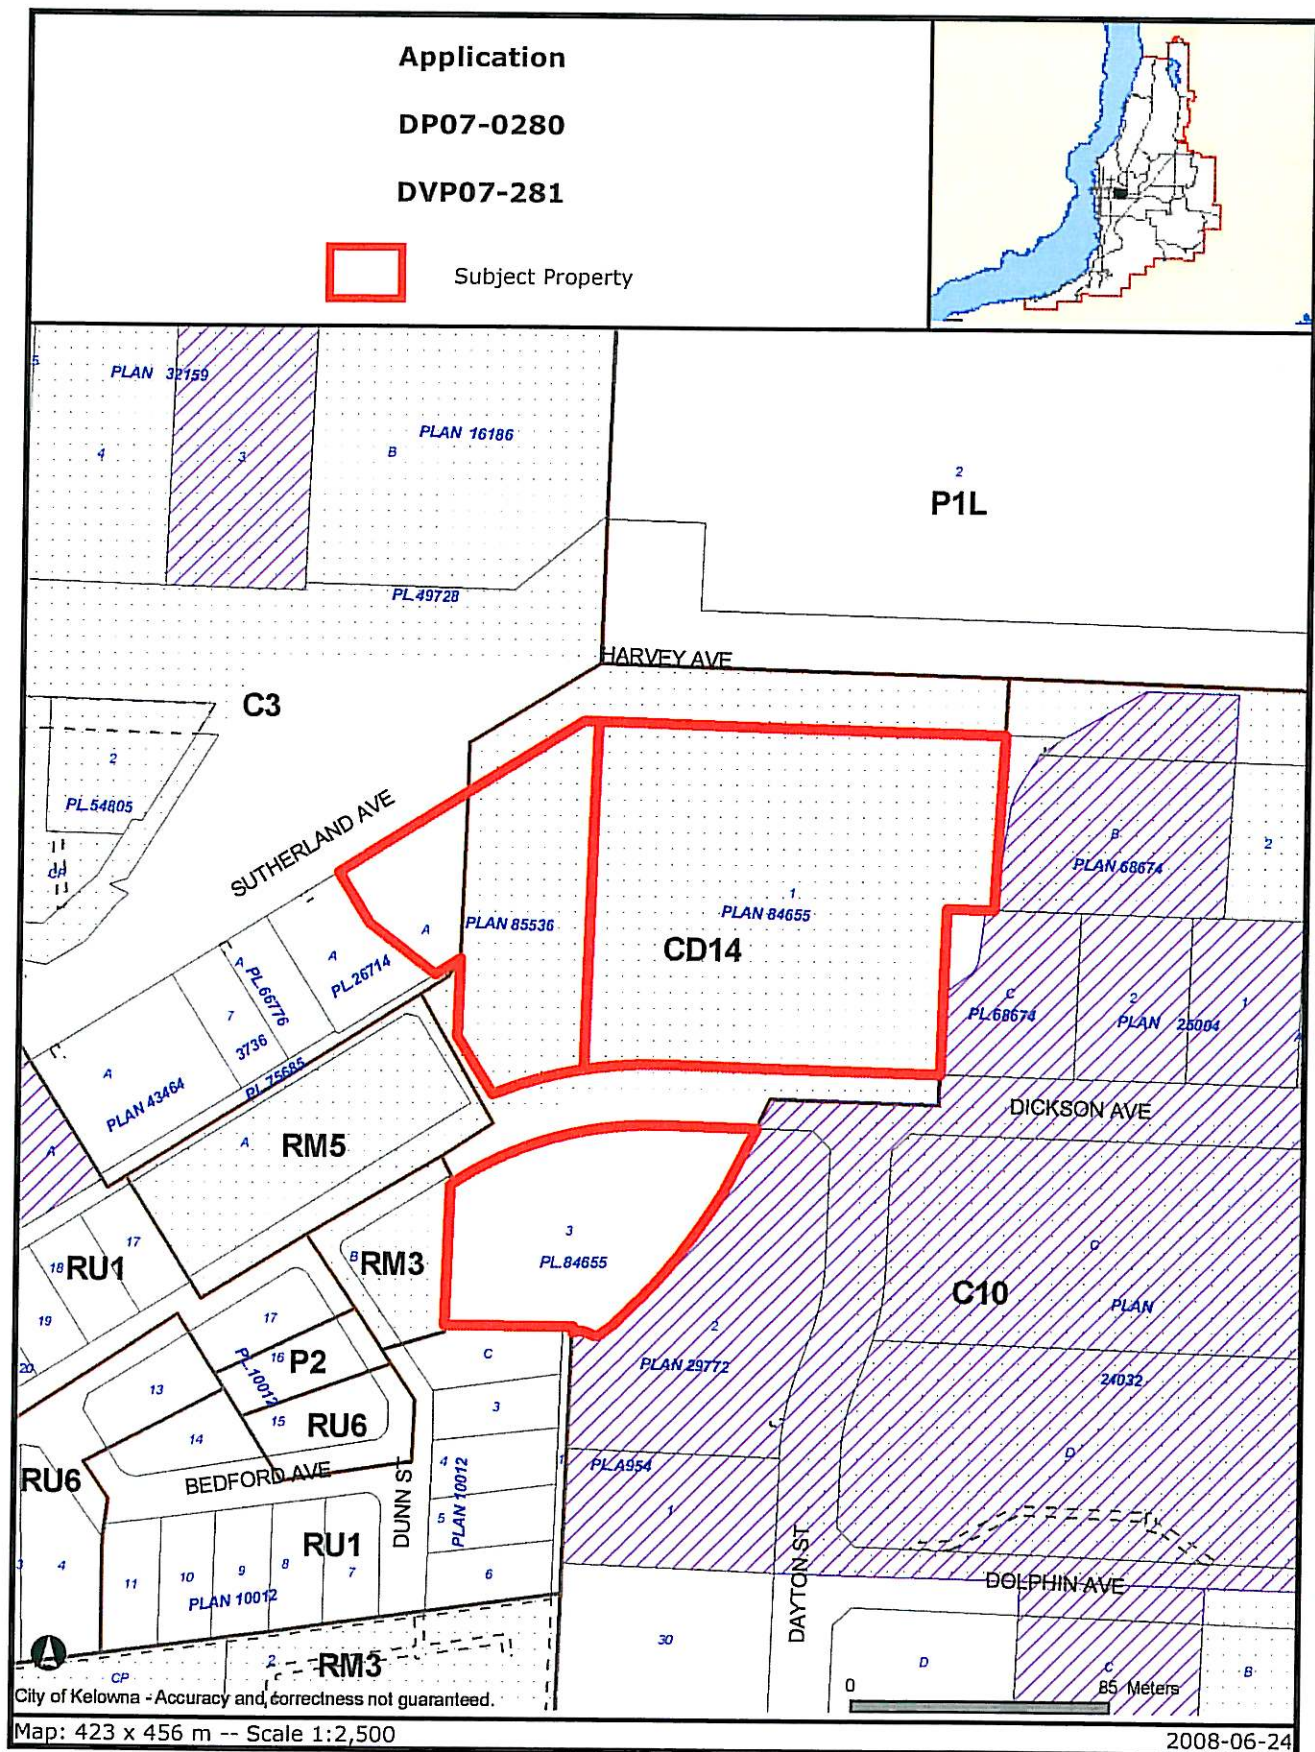 Application
DP07-0280
DVP07-281
Subject Property
5
PLAN 32159
PLAN 16186
4
3
B
2
P1L
PL.49728
HARVEY AVE
C3
2
PL.54805
CP
SUTHERLAND AVE
B
PLAN 68674
2
1
PLAN 84655
A
PLAN 85536
CD14
A
PL.26714
A
PL.66776
7
3736
C
PL.68674
2
PLAN 25004
1
A
A
PLAN 43464
PL.75685
DICKSON AVE
A
A
RM5
3
PL.84655
17
18
RU1
19
20
B
RM3
C
C10
PLAN
24032
D
17
16
P2
PL.10012
15
RU6
13
14
2
PLAN 29772
C
3
4
PLAN 10012
5
6
RU6
BEDFORD AVE
DUNN ST
1
PL.A954
1
RU1
3
4
11
10
9
8
7
PLAN 10012
DAYTON ST
DOLPHIN AVE
30
D
C
B
CP
2
RM3
0
85 Meters
City of Kelowna - Accuracy and correctness not guaranteed.
Map: 423 x 456 m -- Scale 1:2,500
2008-06-24